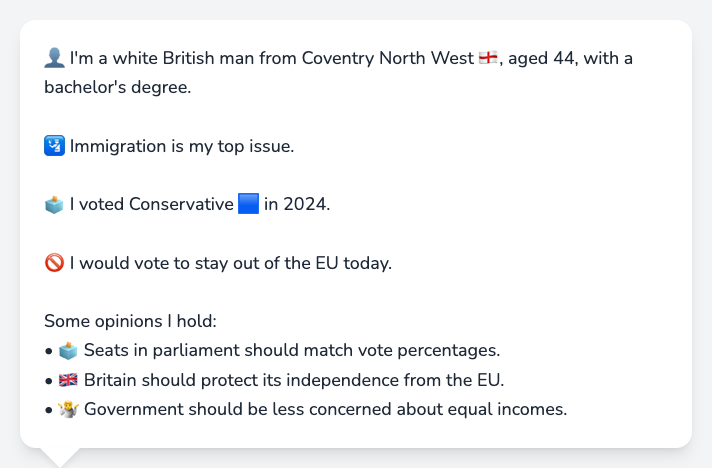 👤 I'm a white British man from Coventry North West 🏴󠁧󠁢󠁥󠁮󠁧󠁿, aged 44, with a
bachelor's degree.
🛂 Immigration is my top issue.
🗳️ I voted Conservative 🟦 in 2024.
🚫 I would vote to stay out of the EU today.
Some opinions I hold:
• 🗳️ Seats in parliament should match vote percentages.
• 🇬🇧 Britain should protect its independence from the EU.
• 🤷 Government should be less concerned about equal incomes.